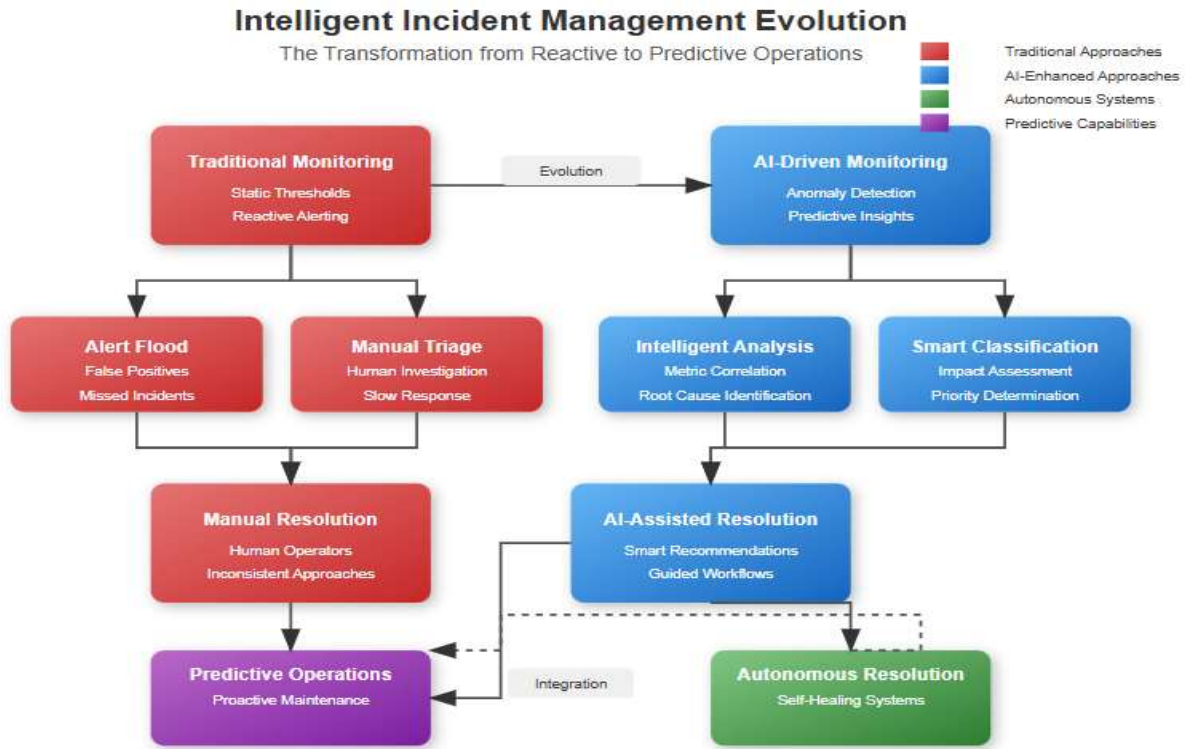 Intelligent Incident Management Evolution
The Transformation from Reactive to Predictive Operations
Traditional Approaches
AI-Enhanced Approaches
Autonomous Systems
Predictive Capabilities
Traditional Monitoring
Static Thresholds
Reactive Alerting
Evolution
AI-Driven Monitoring
Anomaly Detection
Predictive Insights
Alert Flood
False Positives
Missed Incidents
Manual Triage
Human Investigation
Slow Response
Intelligent Analysis
Metric Correlation
Root Cause Identification
Smart Classification
Impact Assessment
Priority Determination
Manual Resolution
Human Operators
Inconsistent Approaches
AI-Assisted Resolution
Smart Recommendations
Guided Workflows
Predictive Operations
Proactive Maintenance
Integration
Autonomous Resolution
Self-Healing Systems